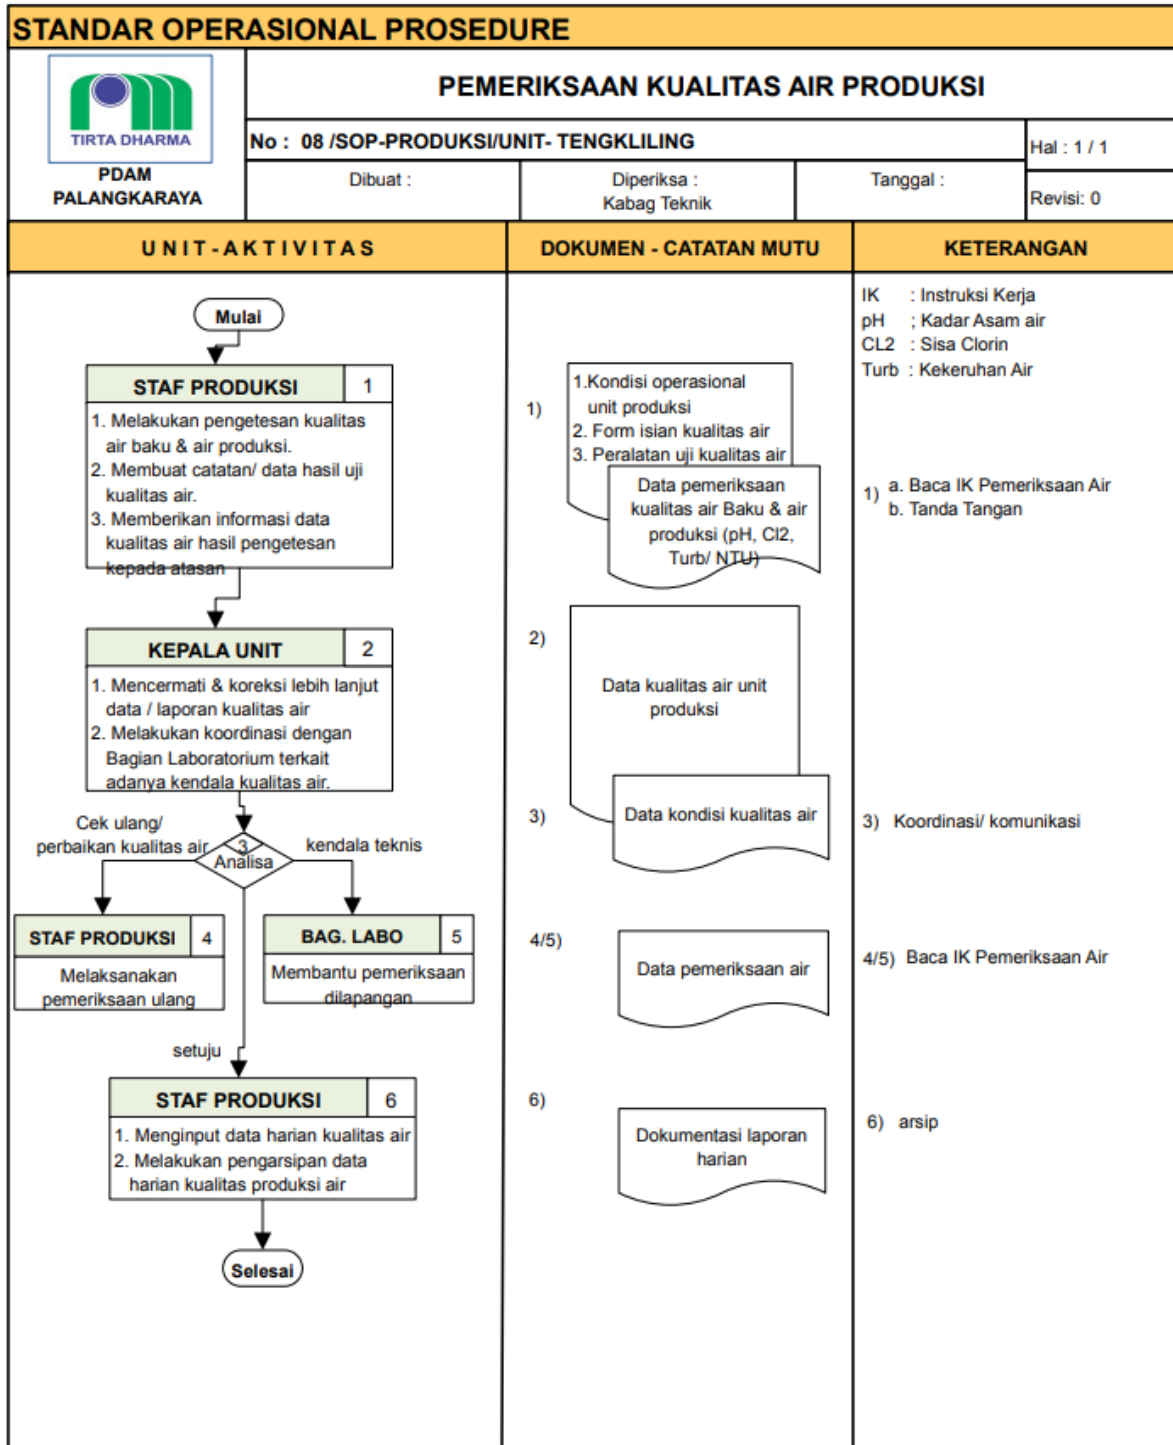 STANDAR OPERASIONAL PROSEDURE
TIRTA DHARMA
PDAM
PALANGKARAYA
PEMERIKSAAN KUALITAS AIR PRODUKSI
No : 08 /SOP-PRODUKSI/UNIT- TENGKLILING
Hal : 1 / 1
Dibuat :
Diperiksa :
Kabag Teknik
Tanggal :
Revisi: 0
U N I T - A K T I V I T A S
DOKUMEN - CATATAN MUTU
KETERANGAN
Mulai
STAF PRODUKSI
1
1. Melakukan pengetesan kualitas
air baku & air produksi.
2. Membuat catatan/ data hasil uji
kualitas air.
3. Memberikan informasi data
kualitas air hasil pengetesan
kepada atasan
KEPALA UNIT
2
1. Mencermati & koreksi lebih lanjut
data / laporan kualitas air
2. Melakukan koordinasi dengan
Bagian Laboratorium terkait
adanya kendala kualitas air.
Cek ulang/
perbaikan kualitas air
3
Analisa
kendala teknis
STAF PRODUKSI
4
Melaksanakan
pemeriksaan ulang
BAG. LABO
5
Membantu pemeriksaan
dilapangan
setuju
STAF PRODUKSI
6
1. Menginput data harian kualitas air
2. Melakukan pengarsipan data
harian kualitas produksi air
Selesai
1)
1.Kondisi operasional
unit produksi
2. Form isian kualitas air
3. Peralatan uji kualitas air
Data pemeriksaan
kualitas air Baku & air
produksi (pH, Cl2,
Turb/ NTU)
2)
Data kualitas air unit
produksi
3)
Data kondisi kualitas air
4/5)
Data pemeriksaan air
6)
Dokumentasi laporan
harian
IK : Instruksi Kerja
pH ; Kadar Asam air
CL2 : Sisa Clorin
Turb : Kekeruhan Air
1) a. Baca IK Pemeriksaan Air
b. Tanda Tangan
3) Koordinasi/ komunikasi
4/5) Baca IK Pemeriksaan Air
6) arsip